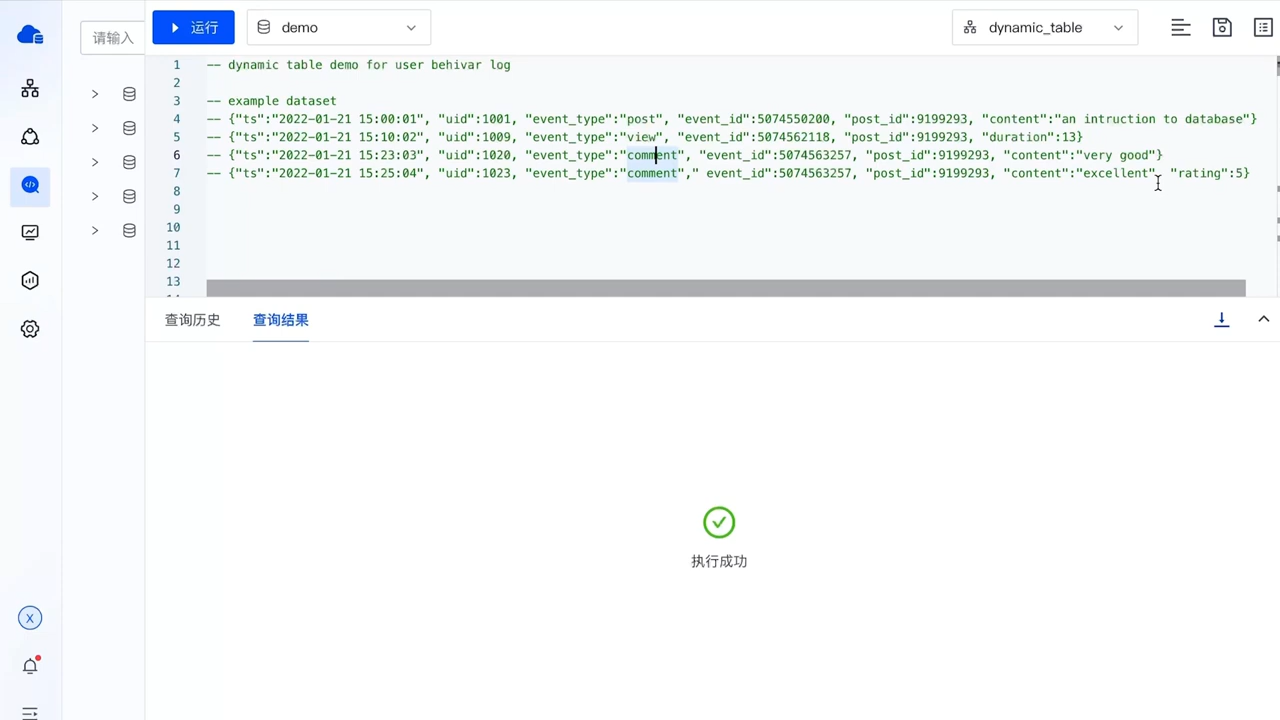 请输入
运行
demo
dynamic_table
1 -- dynamic table demo for user behivar log
2
3 -- example dataset
4 -- {"ts":"2022-01-21 15:00:01", "uid":1001, "event_type":"post", "event_id":5074550200, "post_id":9199293, "content":"an intruction to database"}
5 -- {"ts":"2022-01-21 15:10:02", "uid":1009, "event_type":"view", "event_id":5074562118, "post_id":9199293, "duration":13}
6 -- {"ts":"2022-01-21 15:23:03", "uid":1020, "event_type":"comment", "event_id":5074563257, "post_id":9199293, "content":"very good"}
7 -- {"ts":"2022-01-21 15:25:04", "uid":1023, "event_type":"comment"," event_id":5074563257, "post_id":9199293, "content":"excellent", "rating":5}
8
9
10
11
12
13
查询历史
查询结果
执行成功
X